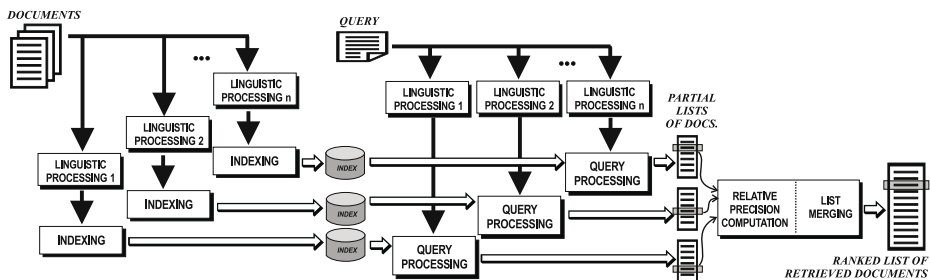 DOCUMENTS
QUERY
...
...
LINGUISTIC
PROCESSING n
LINGUISTIC
PROCESSING 1
LINGUISTIC
PROCESSING 2
LINGUISTIC
PROCESSING n
PARTIAL
LISTS
OF DOCS.
LINGUISTIC
PROCESSING 2
LINGUISTIC
PROCESSING 1
INDEXING
INDEX
QUERY
PROCESSING
INDEXING
INDEX
QUERY
PROCESSING
RELATIVE
PRECISION
COMPUTATION
LIST
MERGING
INDEXING
INDEX
QUERY
PROCESSING
RANKED LIST OF
RETRIEVED DOCUMENTS